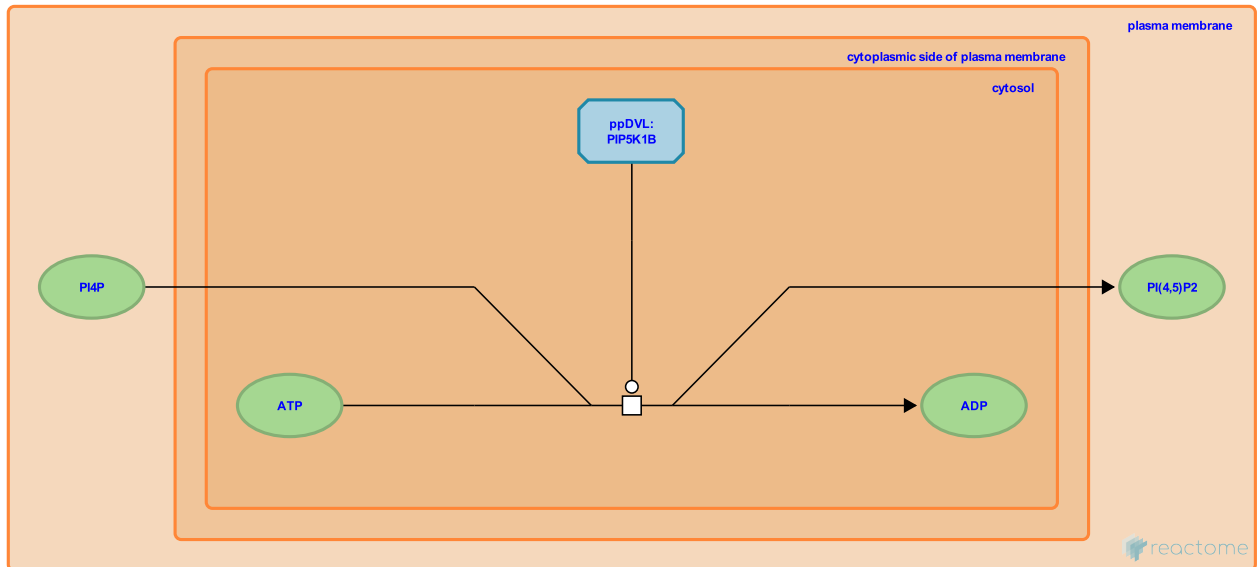 plasma membrane
cytoplasmic side of plasma membrane
cytosol
ppDVL:
PIP5K1B
PI4P
PI(4,5)P2
ATP
ADP
reactome